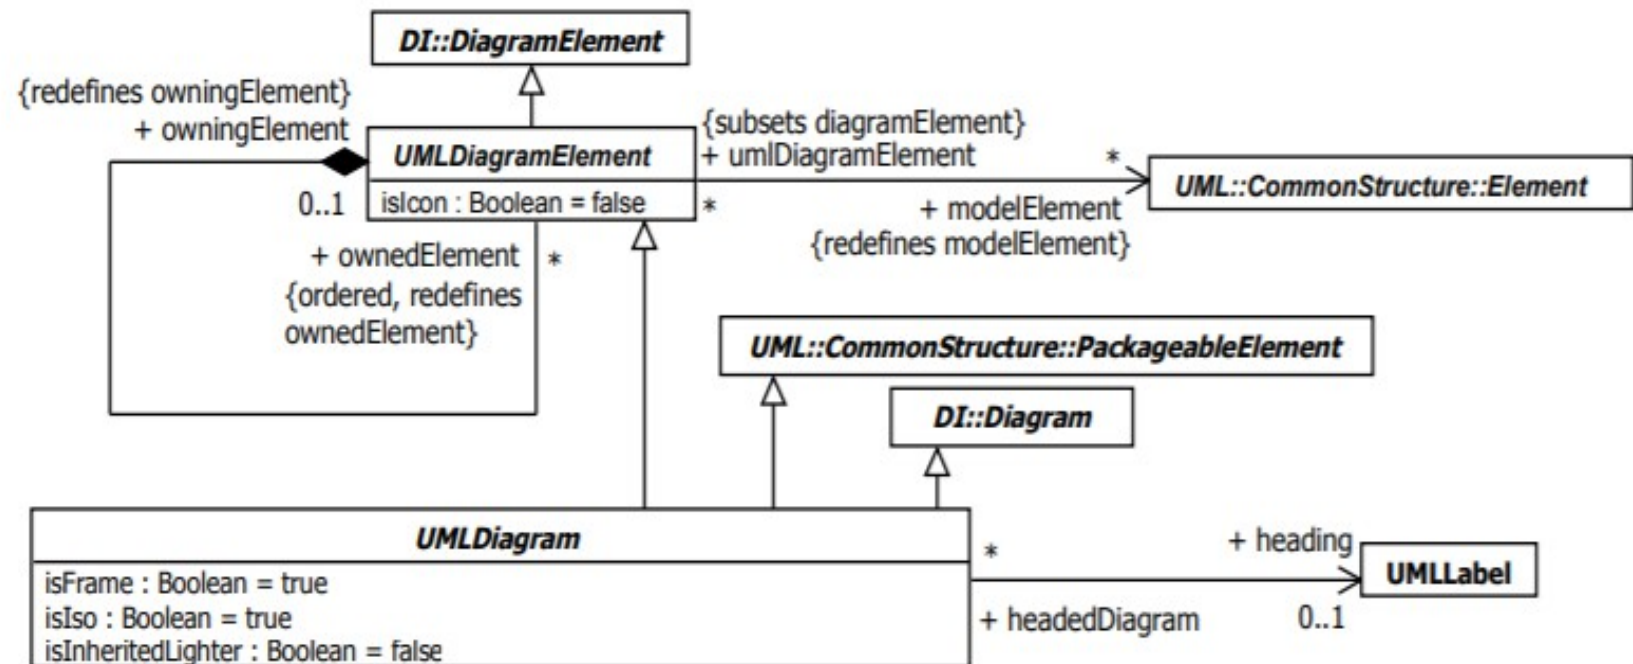 DI::DiagramElement
{redefines owningElement}
+ owningElement
{subsets diagramElement}
UMLDiagramElement
+ umlDiagramElement
*
UML::CommonStructure::Element
0..1
isIcon : Boolean = false
*
+ modelElement
{redefines modelElement}
+ ownedElement
*
{ordered, redefines
ownedElement}
UML::CommonStructure::PackageableElement
DI::Diagram
UMLDiagram
*
+ heading
UMLLabel
isFrame : Boolean = true
isIso : Boolean = true
+ headedDiagram
0..1
isInheritedLighter : Boolean = false